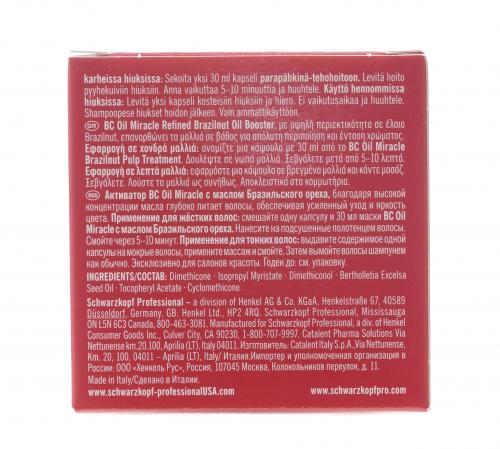 karheissa hiuksissa: Sekoita yksi 30 ml kapseli parapähkinä-tehohoitoon. Levitä hoito
pyyhekuiviin hiuksiin. Anna vaikuttaa 5–10 minuuttia ja huuhtele. Käyttö hennommissa
hiuksissa: Levitä yksi kapseli kosteisiin hiuksiin ja hiero. Ei vaikutusaikaa ja huuhtele.
Shampoopese hiukset hoidon jälkeen. Vain ammattikäyttöön.
GR BC Oil Miracle Refined Brazilnut Oil Booster, με υψηλή περιεκτικότητα σε έλαιο
Brazilnut, επανορθώνει τα μαλλιά σε βάθος για απόλυτη περιποίηση και ένταση χρώματος.
Εφαρμογή σε χονδρά μαλλιά: αναμίξτε μια κάψουλα με 30 ml από το BC Oil Miracle
Brazilnut Pulp Treatment. Δουλέψτε σε νωπά μαλλιά. Ξεβγάλετε μετά από 5–10 λεπτά.
Εφαρμογή σε λεπτά μαλλιά: εφαρμόστε μια κάψουλα σε βρεγμένα μαλλιά και κάντε μασάζ.
Ξεβγάλετε. Λούστε τα μαλλιά ως συνήθως. Αποκλειστικά στο κομμωτήριο.
RUS Активатор BC Oil Miracle с маслом Бразильского ореха, благодаря высокой
концентрации масла глубоко восстанавливает волосы, обеспечивая абсолютный уход и яркость
цвета. Применение для жёстких волос: смешайте одну капсулу и 30 мл маски BC Oil
Miracle с маслом Бразильского ореха. Нанесите на подсушенные полотенцем волосы.
Смойте через 5–10 минут. Применение для тонких волос: выдавите содержимое одной
капсулы на мокрые волосы, примите массаж и смойте. Затем вымойте волосы шампунем
как обычно. Эксклюзивно для салонов красоты. Годен до: см. упаковку.
INGREDIENTS/СОСТАВ: Dimethicone · Isopropyl Myristate · Dimethiconol · Bertholletia Excelsa
Seed Oil · Tocopheryl Acetate · Cyclomethicone
Schwarzkopf Professional – a division of Henkel AG & Co. KGaA, Henkelstraße 67, 40589
Düsseldorf, Germany. GB: Henkel Ltd., HP2 4RQ. Schwarzkopf Professional, Mississauga
ON L5N 6C3 Canada, 800-463-3081. Manufactured for Schwarzkopf Professional, a div. of Henkel
Consumer Goods Inc., Culver City, CA 90230, 1-800-707-9997. Catalent Pharma Solutions Via
Nettunense km.20,100, Aprilia (LT), Italy 04011. Изготовитель: Catalent Italy S.p.A ,Via Nettunense
km. 20, 100, 04011 – Aprilia (LT), Italy/ Италия.Импортер и уполномоченная организация в
России: ООО «Хенкель Рус», Россия, 107045 Москва, Колокольников переулок, д. 11.
Made in Italy/Сделано в Италии.
www.schwarzkopf-professionalUSA.com www.schwarzkopfpro.com